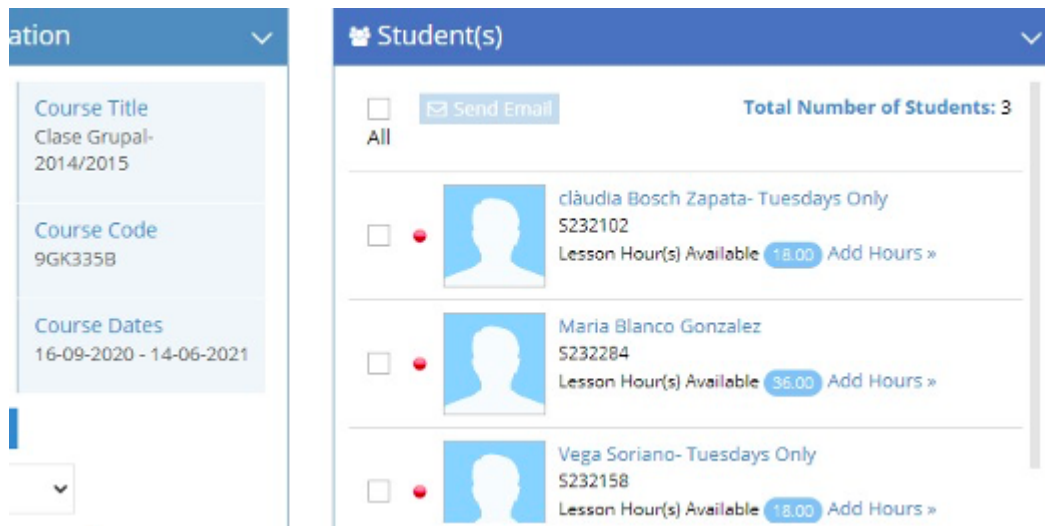 ation
Course Title
Clase Grupal-
2014/2015
Course Code
9GK335B
Course Dates
16-09-2020 - 14-06-2021
Student(s)
All
Send Email
Total Number of Students: 3
clàudia Bosch Zapata- Tuesdays Only
S232102
Lesson Hour(s) Available 18.00 Add Hours »
Maria Blanco Gonzalez
S232284
Lesson Hour(s) Available 36.00 Add Hours »
Vega Soriano- Tuesdays Only
S232158
Lesson Hour(s) Available 18.00 Add Hours »